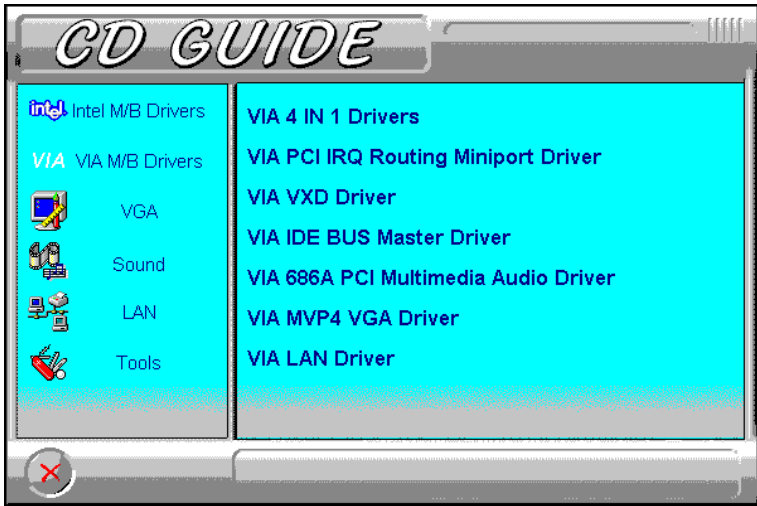 CD GUIDE
intel. Intel M/B Drivers
VIA VIA M/B Drivers
VGA
Sound
LAN
Tools
VIA 4 IN 1 Drivers
VIA PCI IRQ Routing Miniport Driver
VIA VXD Driver
VIA IDE BUS Master Driver
VIA 686A PCI Multimedia Audio Driver
VIA MVP4 VGA Driver
VIA LAN Driver